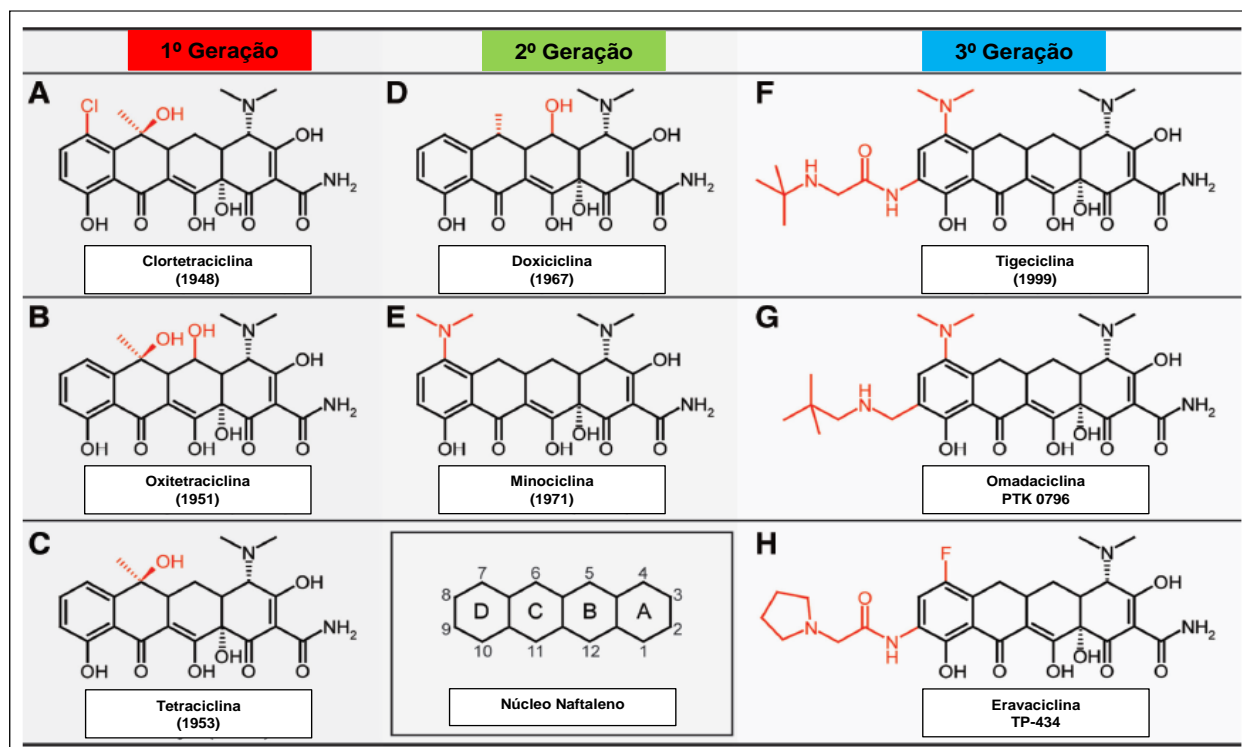 1º Geração
2º Geração
3º Geração
A
Cl
OH
N
OH
NH2
OH
O
OH
OH
O
O
Clortetraciclina
(1948)
D
OH
N
OH
NH2
OH
O
OH
OH
O
O
Doxiciclina
(1967)
F
N
N
OH
H
N
O
N
H
NH2
OH
O
OH
OH
O
O
Tigeciclina
(1999)
B
OH
OH
N
OH
NH2
OH
O
OH
OH
O
O
Oxitetraciclina
(1951)
E
N
N
OH
NH2
OH
O
OH
OH
O
O
Minociclina
(1971)
G
N
N
OH
H
N
NH2
OH
O
OH
OH
O
O
Omadaciclina
PTK 0796
C
OH
N
OH
NH2
OH
O
OH
OH
O
O
Tetraciclina
(1953)
7 6 5 4
8 D C B A 3
9 2
10 11 12 1
Núcleo Naftaleno
H
F
N
OH
N
O
N
H
NH2
OH
O
OH
OH
O
O
Eravaciclina
TP-434